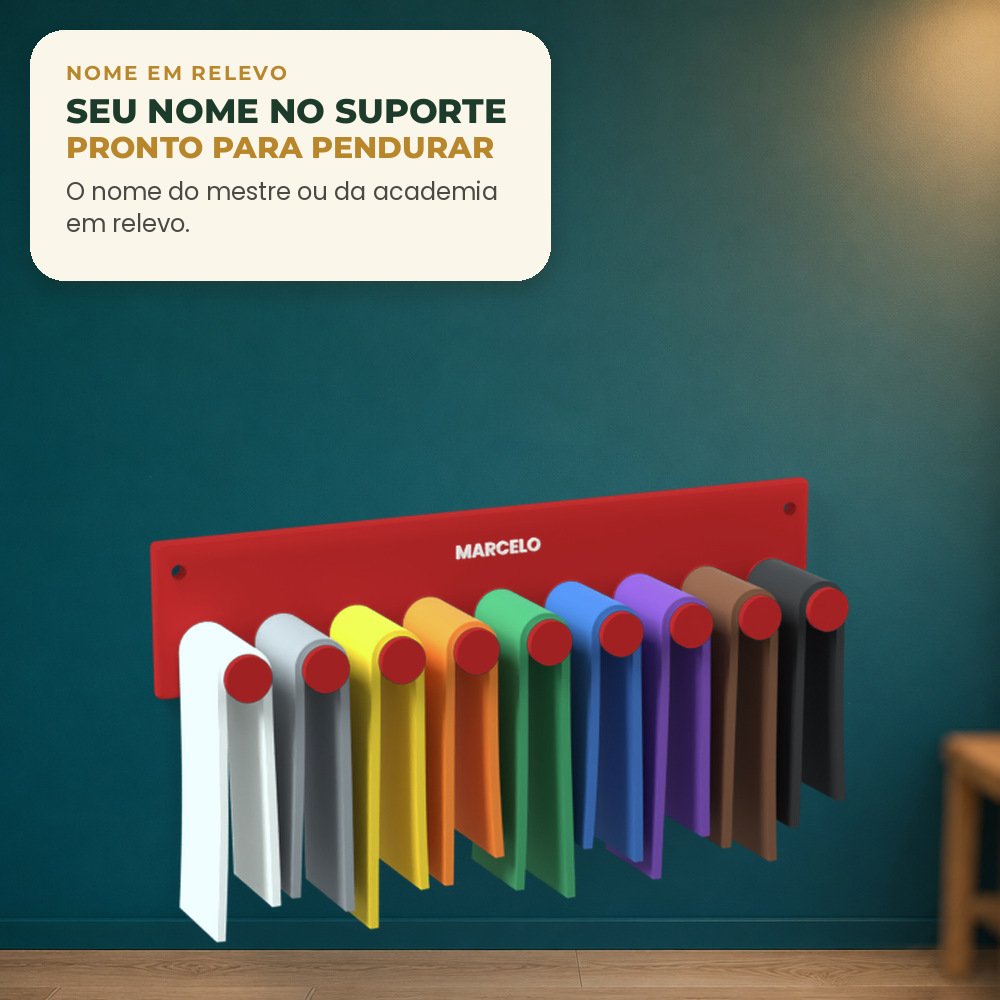 NOME EM RELEVO
SEU NOME NO SUPORTE
PRONTO PARA PENDURAR
O nome do mestre ou da academia
em relevo.
MARCELO